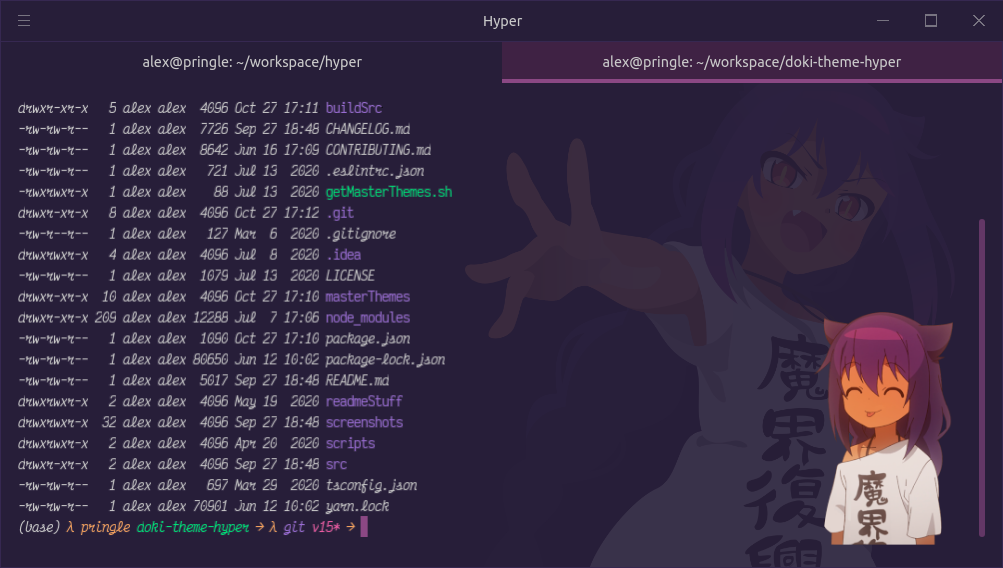 Hyper
alex@pringle: ~/workspace/hyper
alex@pringle: ~/workspace/doki-theme-hyper
drwxr-xr-x 5 alex alex 4096 Oct 27 17:11 buildSrc
-rw-rw-r-- 1 alex alex 7726 Sep 27 18:48 CHANGELOG.md
-rw-rw-r-- 1 alex alex 8642 Jun 16 17:09 CONTRIBUTING.md
-rw-rw-r-- 1 alex alex 721 Jul 13 2020 .eslintrc.json
-rwxrwxr-x 1 alex alex 88 Jul 13 2020 getMasterThemes.sh
drwxrwxr-x 8 alex alex 4096 Oct 27 17:12 .git
-rw-r--r-- 1 alex alex 127 Mar 6 2020 .gitignore
drwxrwxr-x 4 alex alex 4096 Jul 8 2020 .idea
-rw-rw-r-- 1 alex alex 1079 Jul 13 2020 LICENSE
drwxr-xr-x 10 alex alex 4096 Oct 27 17:10 masterThemes
drwxrwxr-x 209 alex alex 12288 Jul 7 17:06 node_modules
-rw-rw-r-- 1 alex alex 1090 Oct 27 17:10 package.json
-rw-rw-r-- 1 alex alex 80650 Jun 12 10:02 package-lock.json
-rw-rw-r-- 1 alex alex 5017 Sep 27 18:48 README.md
drwxrwxr-x 2 alex alex 4096 May 19 2020 readmeStuff
drwxrwxr-x 32 alex alex 4096 Sep 27 18:48 screenshots
drwxrwxr-x 2 alex alex 4096 Apr 20 2020 scripts
drwxrwxr-x 2 alex alex 4096 Sep 27 18:48 src
-rw-rw-r-- 1 alex alex 697 Mar 29 2020 tsconfig.json
-rw-rw-r-- 1 alex alex 70901 Jun 12 10:02 yarn.lock
(base) λ pringle doki-theme-hyper → λ git v15* →
魔界復興
魔界